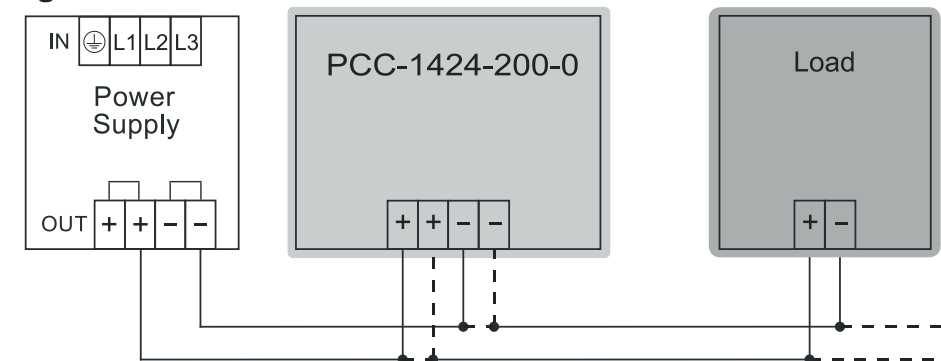 IN L1 L2 L3
Power
Supply
OUT + + – –
PCC-1424-200-0
+ + – –
Load
+ –